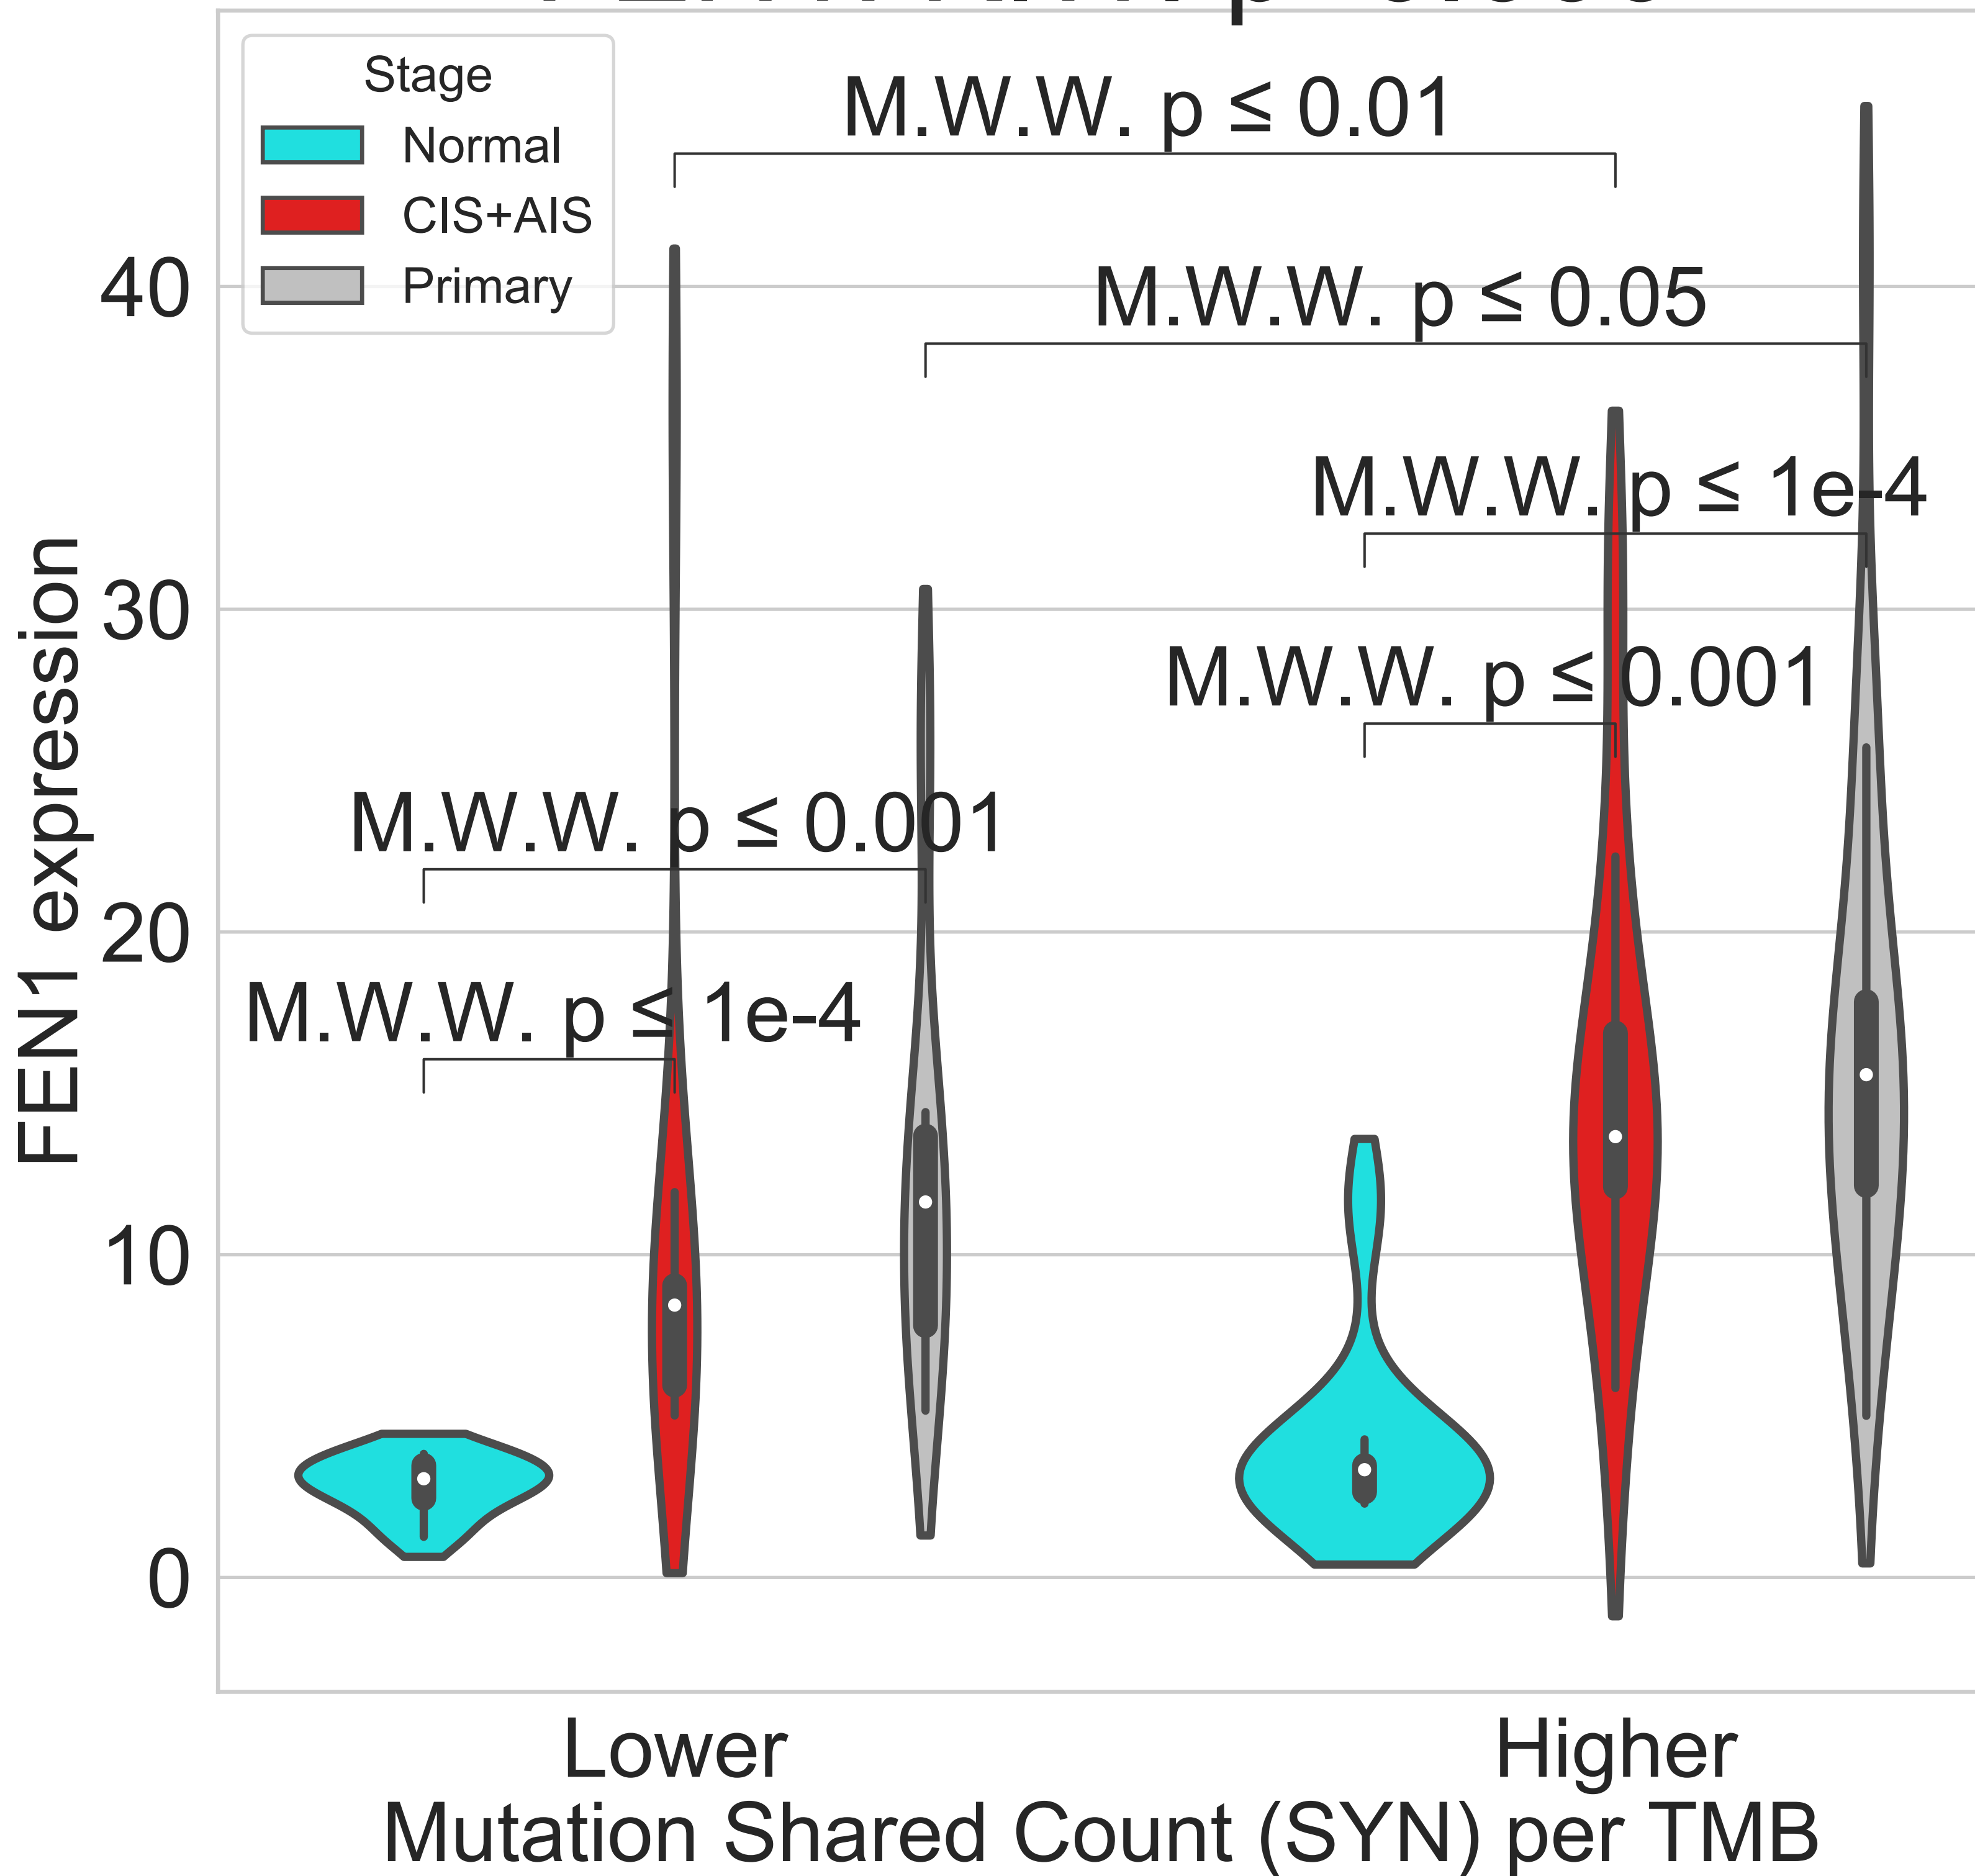 Stage
Normal
CIS+AIS
Primary
M.W.W. p ≤ 0.01
M.W.W. p ≤ 0.05
M.W.W. p ≤ 1e-4
M.W.W. p ≤ 0.001
M.W.W. p ≤ 0.001
M.W.W. p ≤ 1e-4
FEN1 expression
40
30
20
10
0
Lower
Higher
Mutation Shared Count (SYN) per TMB